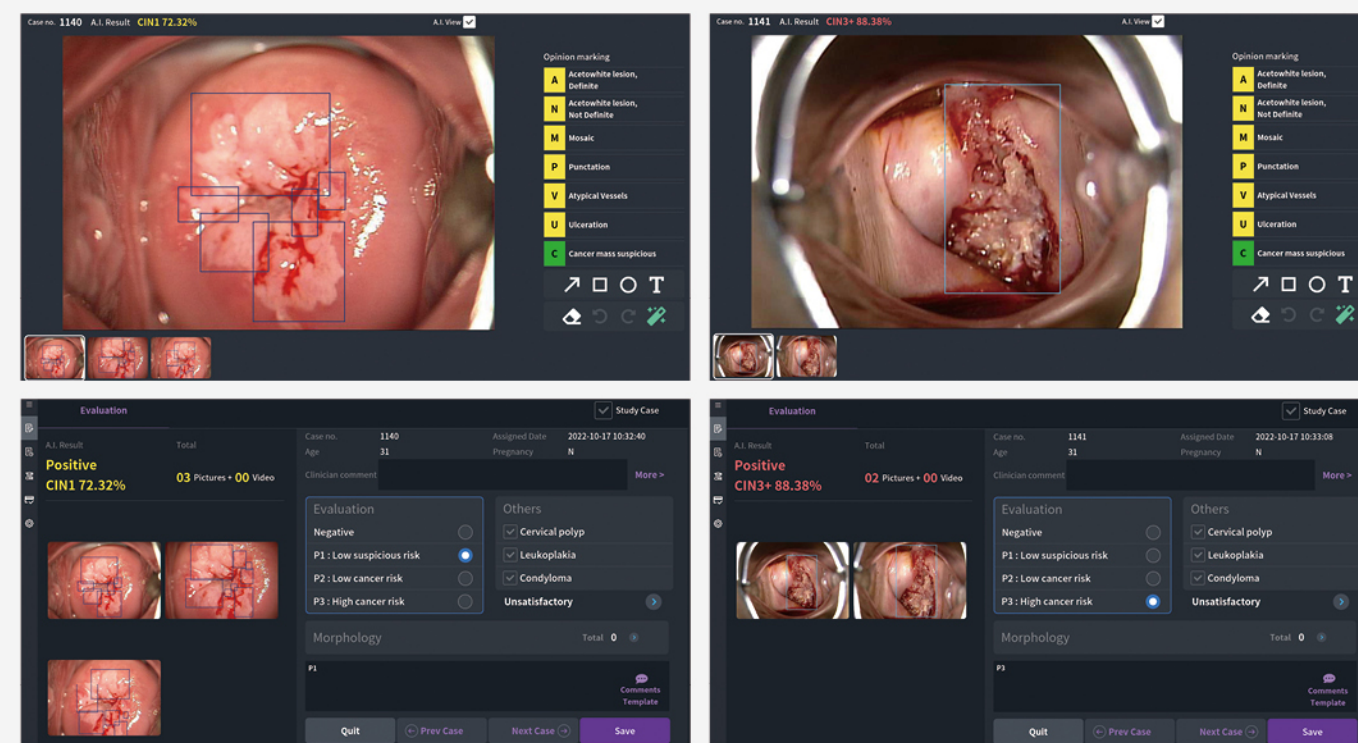 Case no. 1140 A.I. Result CIN1 72.32% A.I. View
Opinion marking
A Acetowhite lesion,
Definite
N Acetowhite lesion,
Not Definite
M Mosaic
P Punctation
V Atypical Vessels
U Ulceration
C Cancer mass suspicious
T
Case no. 1141 A.I. Result CIN3+ 88.38% A.I. View
Opinion marking
A Acetowhite lesion,
Definite
N Acetowhite lesion,
Not Definite
M Mosaic
P Punctation
V Atypical Vessels
U Ulceration
C Cancer mass suspicious
T
Evaluation
Study Case
A.I. Result
Total
Positive
CIN1 72.32%
03 Pictures + 00 Video
Case no. 1140 Assigned Date 2022-10-17 10:32:40
Age 31 Pregnancy N
Clinician comment More >
Evaluation
Negative
P1 : Low suspicious risk
P2 : Low cancer risk
P3 : High cancer risk
Others
Cervical polyp
Leukoplakia
Condyloma
Unsatisfactory
Morphology Total 0
P1
Comments
Template
Quit Prev Case Next Case Save
Evaluation
Study Case
A.I. Result
Total
Positive
CIN3+ 88.38%
02 Pictures + 00 Video
Case no. 1141 Assigned Date 2022-10-17 10:33:08
Age 31 Pregnancy N
Clinician comment More >
Evaluation
Negative
P1 : Low suspicious risk
P2 : Low cancer risk
P3 : High cancer risk
Others
Cervical polyp
Leukoplakia
Condyloma
Unsatisfactory
Morphology Total 0
P3
Comments
Template
Quit Prev Case Next Case Save